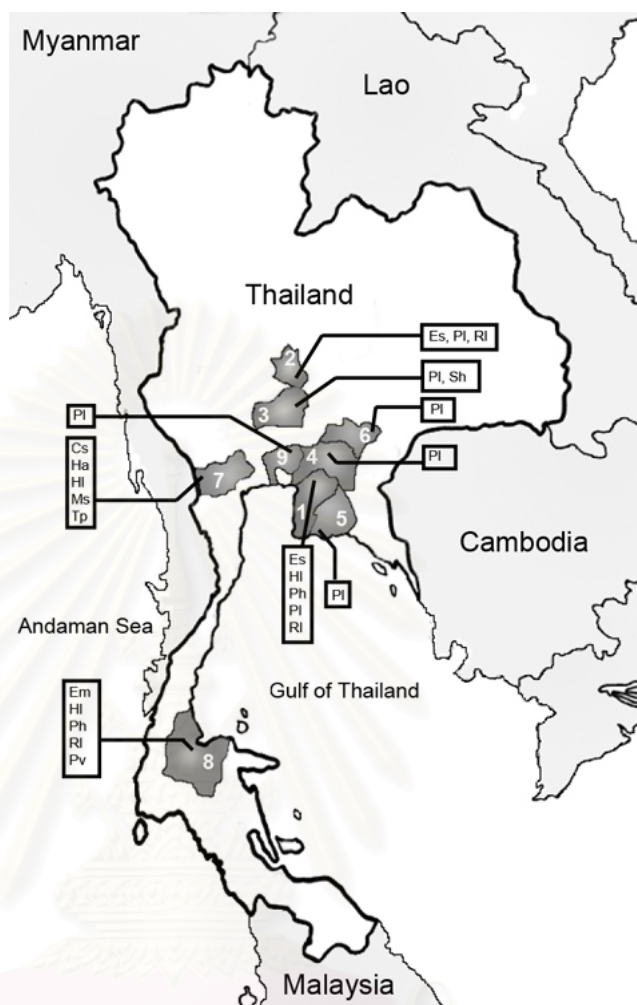 Myanmar
Lao
Thailand
2
Es, Pl, Rl
Pl, Sh
3
Pl
Pl
6
9
4
Pl
Cs
Ha
Hl
Ms
Tp
7
1
5
Cambodia
Es
Hl
Ph
Pl
Rl
Pl
Andaman Sea
Gulf of Thailand
Em
Hl
Ph
Rl
Pv
8
Malaysia